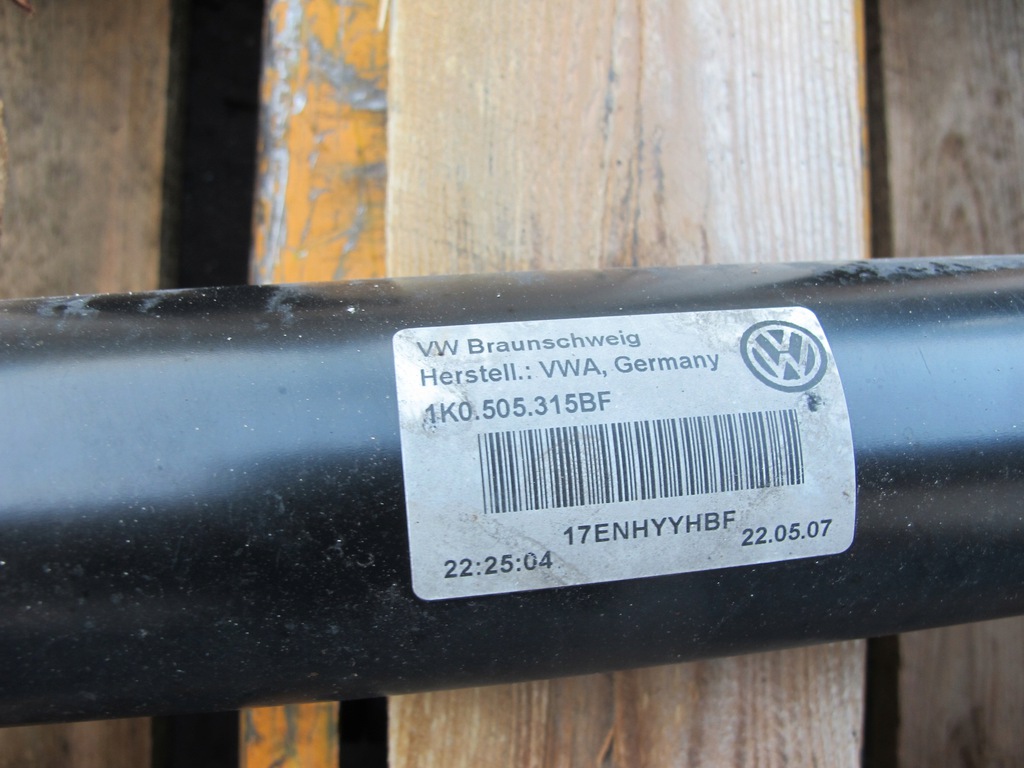 VW Braunschweig
Herstell.: VWA, Germany
1K0.505.315BF
17ENHYYHBF
22:25:04 22.05.07